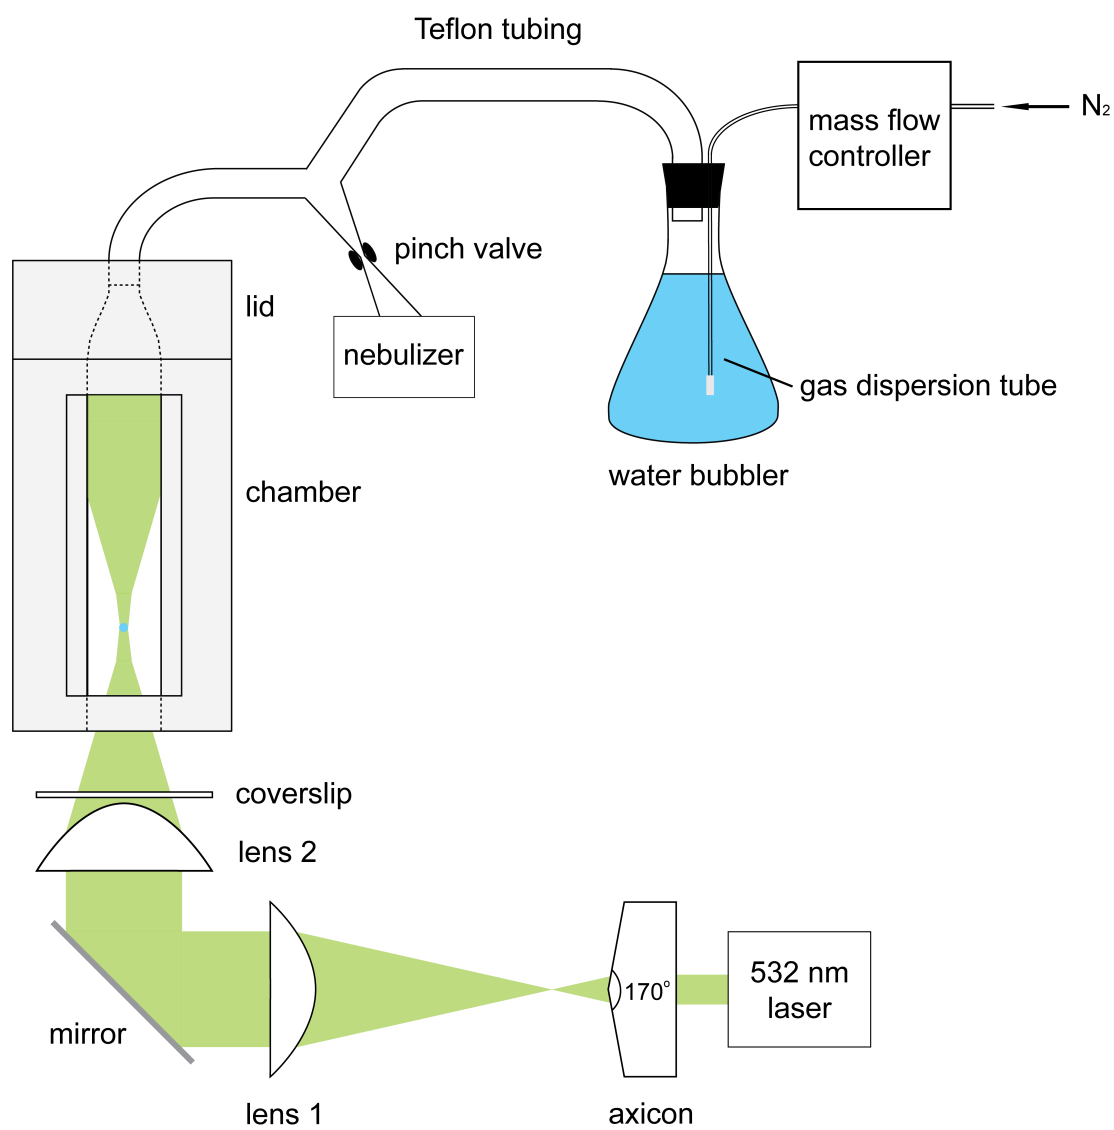 Teflon tubing
mass flow
controller
N₂
pinch valve
lid
nebulizer
gas dispersion tube
water bubbler
chamber
coverslip
lens 2
170°
532 nm
laser
mirror
lens 1
axicon